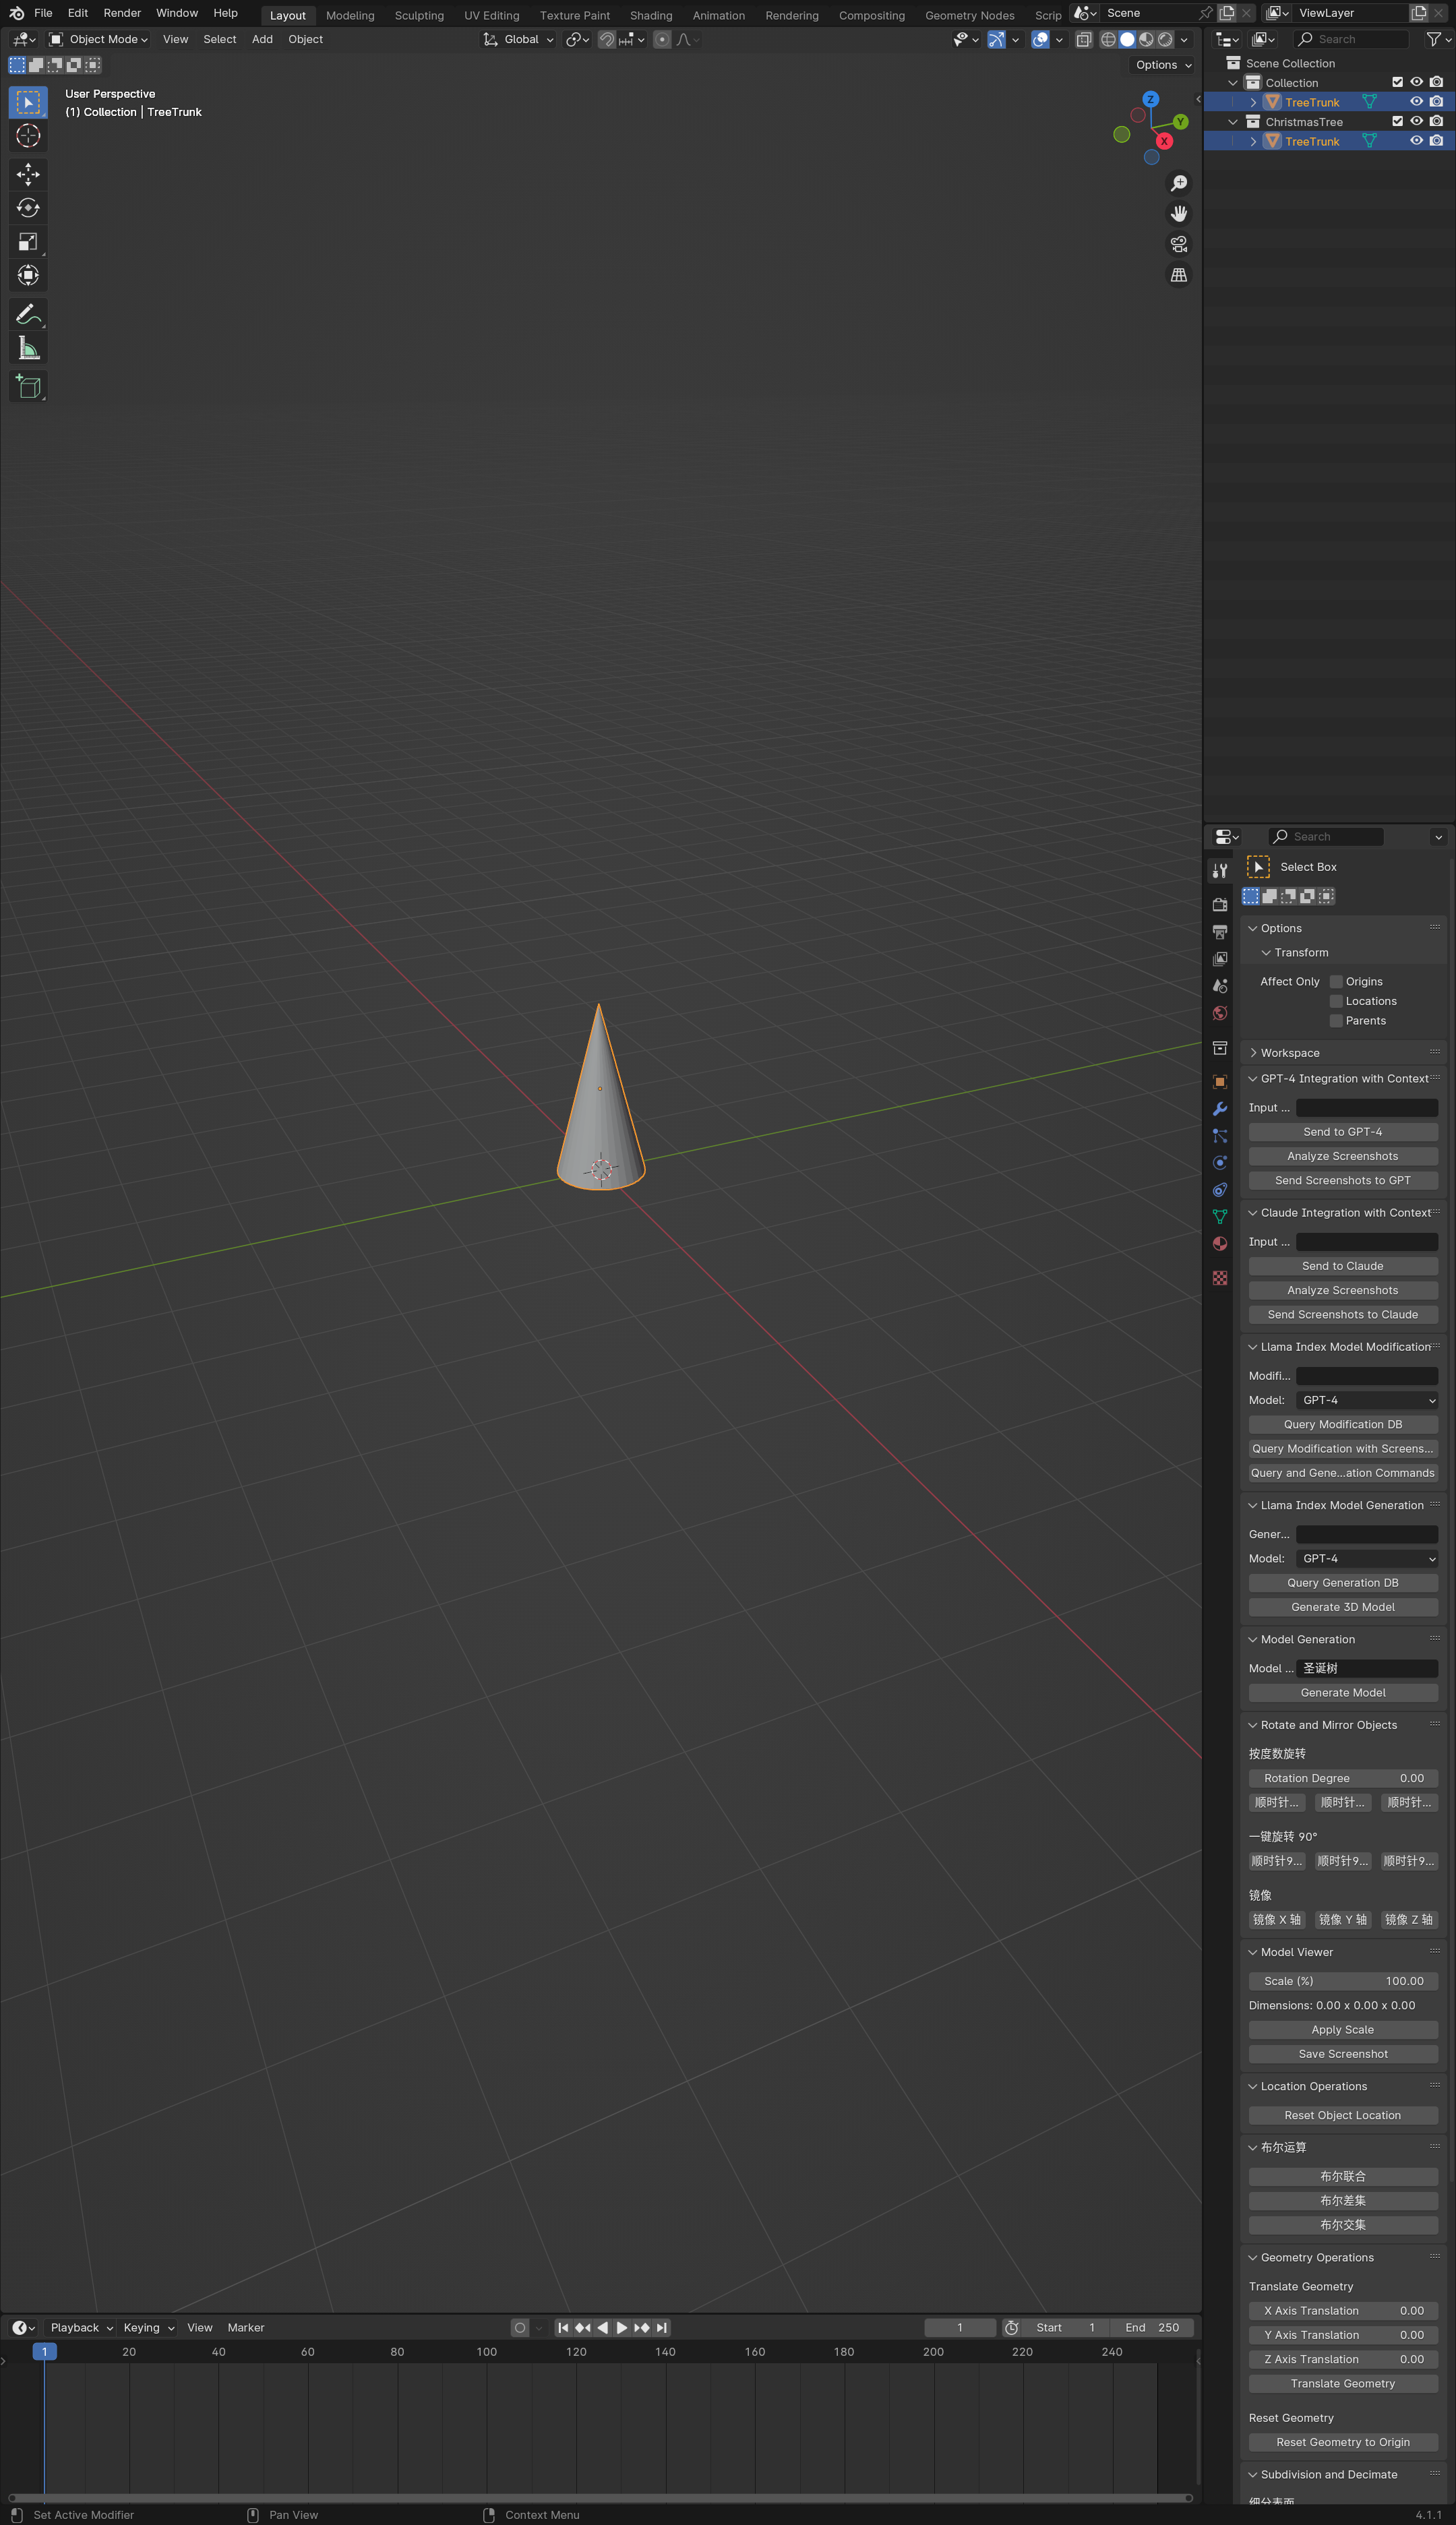 File Edit Render Window Help Layout Modeling Sculpting UV Editing Texture Paint Shading Animation Rendering Compositing Geometry Nodes Scrip Scene ViewLayer
Object Mode View Select Add Object Global Search
Options
User Perspective
(1) Collection | TreeTrunk
Z
Y
X
Scene Collection
Collection
TreeTrunk
ChristmasTree
TreeTrunk
Search
Select Box
Options
Transform
Affect Only Origins
Locations
Parents
Workspace
GPT-4 Integration with Context
Input ...
Send to GPT-4
Analyze Screenshots
Send Screenshots to GPT
Claude Integration with Context
Input ...
Send to Claude
Analyze Screenshots
Send Screenshots to Claude
Llama Index Model Modification
Modifi...
Model: GPT-4
Query Modification DB
Query Modification with Screens...
Query and Gene...ation Commands
Llama Index Model Generation
Gener...
Model: GPT-4
Query Generation DB
Generate 3D Model
Model Generation
Model ... 圣诞树
Generate Model
Rotate and Mirror Objects
按度数旋转
Rotation Degree 0.00
顺时针... 顺时针... 顺时针...
一键旋转 90°
顺时针9... 顺时针9... 顺时针9...
镜像
镜像 X 轴 镜像 Y 轴 镜像 Z 轴
Model Viewer
Scale (%) 100.00
Dimensions: 0.00 x 0.00 x 0.00
Apply Scale
Save Screenshot
Location Operations
Reset Object Location
布尔运算
布尔联合
布尔差集
布尔交集
Geometry Operations
Translate Geometry
X Axis Translation 0.00
Y Axis Translation 0.00
Z Axis Translation 0.00
Translate Geometry
Reset Geometry
Reset Geometry to Origin
Subdivision and Decimate
细分表面
Playback Keying View Marker 1 Start 1 End 250
1 20 40 60 80 100 120 140 160 180 200 220 240
Set Active Modifier Pan View Context Menu 4.1.1